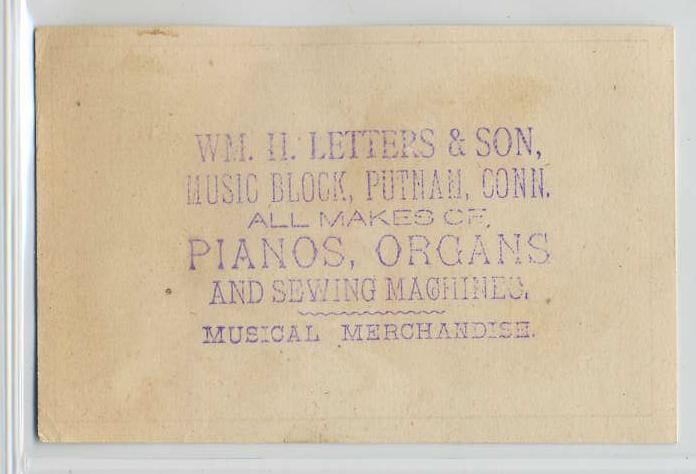 WM. H. LETTERS & SON,
MUSIC BLOCK, PUTNAM, CONN.
ALL MAKES OF
PIANOS, ORGANS
AND SEWING MACHINES.
MUSICAL MERCHANDISE.